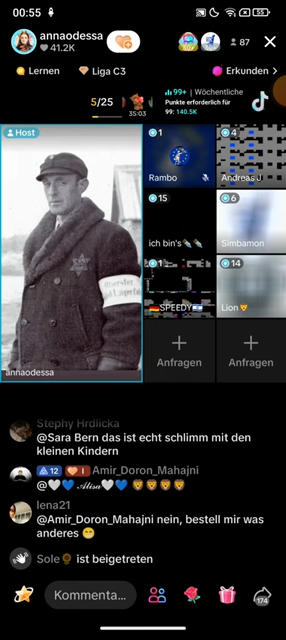 00:55
55
annaodessa
41.2K
87
Lernen
Liga C3
Erkunden >
5/25
35:03
99+ | Wöchentliche
Punkte erforderlich für
99: 140.5K
Host
annaodessa
1
Rambo
4
Andreas J
15
ich bin's
6
Simbamon
1
SPEEDY
14
Lion
Anfragen
Anfragen
Stephy Hrdlicka
@Sara Bern das ist echt schlimm mit den
kleinen Kindern
12 1 Amir_Doron_Mahajni
@🤍💙 𝒜𝓁𝒾𝓈𝒶🤍💙 🦁🦁🦁🦁
lena21
@Amir_Doron_Mahajni nein, bestell mir was
anderes 😁
Sole🌻 ist beigetreten
Kommenta...
174